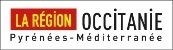 LA RÉGION OCCITANIE
Pyrénées-Méditerranée